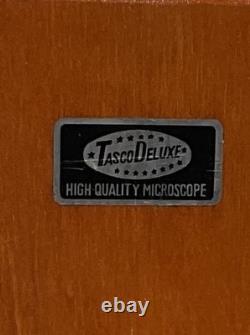 TASCO DELUXE
HIGH-QUALITY MICROSCOPE
ebay